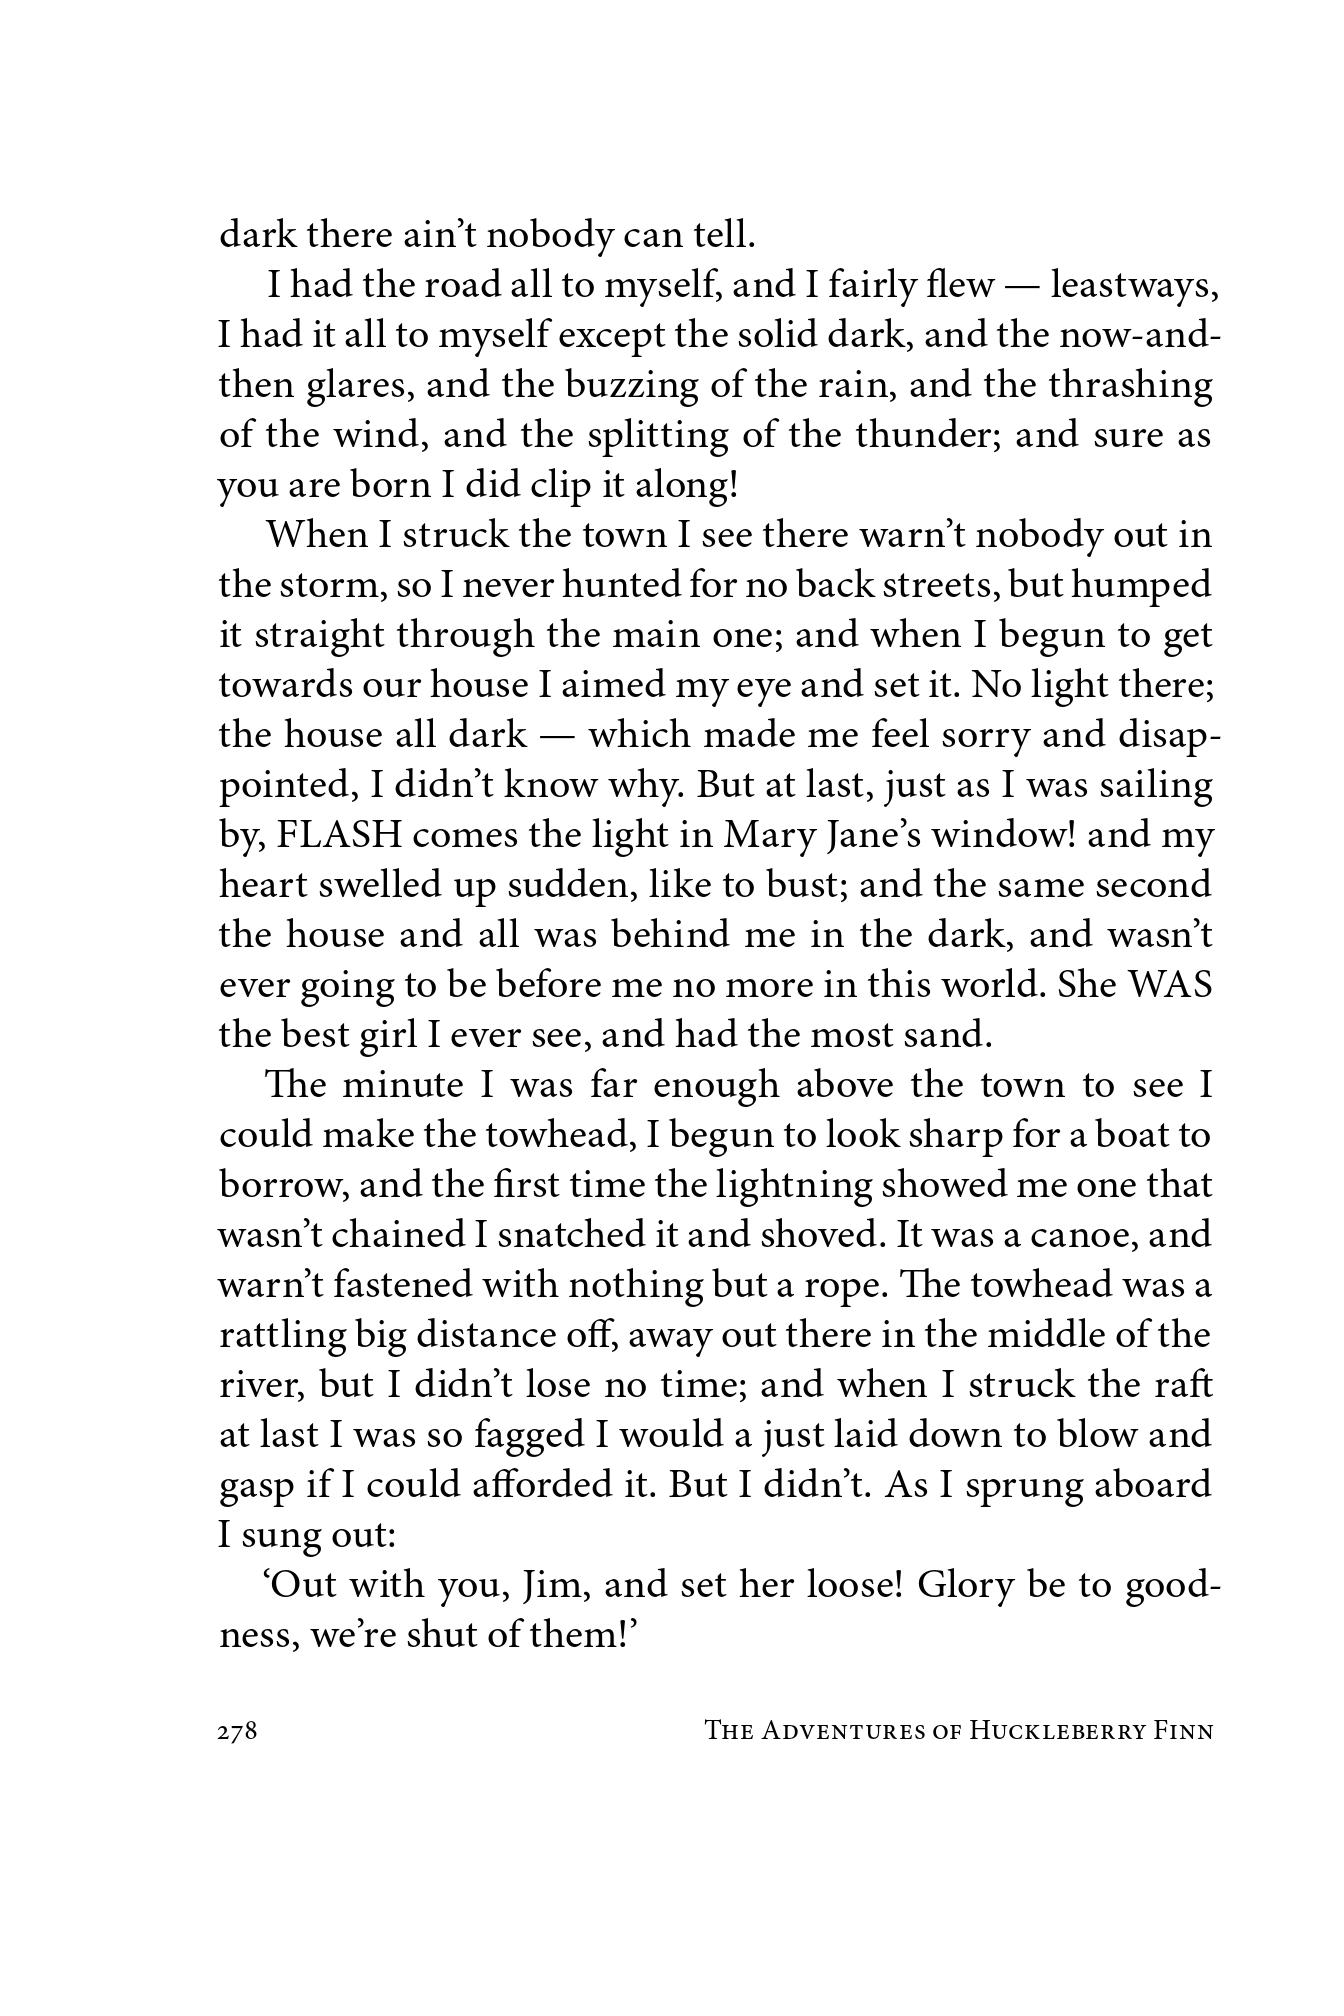 dark there ain’t nobody can tell.
I had the road all to myself, and I fairly flew — leastways,
I had it all to myself except the solid dark, and the now-and-
then glares, and the buzzing of the rain, and the thrashing
of the wind, and the splitting of the thunder; and sure as
you are born I did clip it along!
When I struck the town I see there warn’t nobody out in
the storm, so I never hunted for no back streets, but humped
it straight through the main one; and when I begun to get
towards our house I aimed my eye and set it. No light there;
the house all dark — which made me feel sorry and disap-
pointed, I didn’t know why. But at last, just as I was sailing
by, FLASH comes the light in Mary Jane’s window! and my
heart swelled up sudden, like to bust; and the same second
the house and all was behind me in the dark, and wasn’t
ever going to be before me no more in this world. She WAS
the best girl I ever see, and had the most sand.
The minute I was far enough above the town to see I
could make the towhead, I begun to look sharp for a boat to
borrow, and the first time the lightning showed me one that
wasn’t chained I snatched it and shoved. It was a canoe, and
warn’t fastened with nothing but a rope. The towhead was a
rattling big distance off, away out there in the middle of the
river, but I didn’t lose no time; and when I struck the raft
at last I was so fagged I would a just laid down to blow and
gasp if I could afforded it. But I didn’t. As I sprung aboard
I sung out:
‘Out with you, Jim, and set her loose! Glory be to good-
ness, we’re shut of them!’
278 The Adventures of Huckleberry Finn